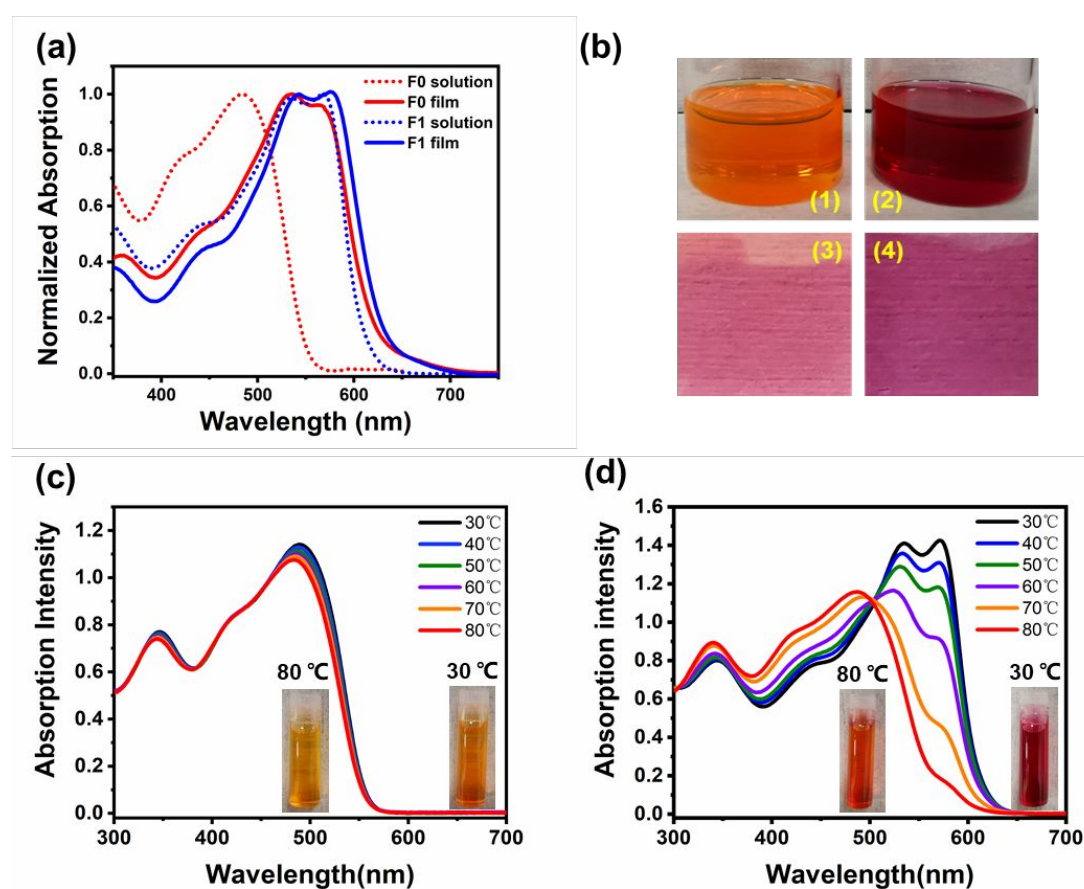 (a)
F0 solution
F0 film
F1 solution
F1 film
1.0
0.8
0.6
0.4
0.2
0.0
400 500 600 700
Normalized Absorption
Wavelength (nm)
(b)
(1)
(2)
(3)
(4)
(c)
30℃
40℃
50℃
60℃
70℃
80℃
80 ℃
30 ℃
1.2
1.0
0.8
0.6
0.4
0.2
0.0
300 400 500 600 700
Absorption Intensity
Wavelength(nm)
(d)
30℃
40℃
50℃
60℃
70℃
80℃
80 ℃
30 ℃
1.6
1.4
1.2
1.0
0.8
0.6
0.4
0.2
0.0
300 400 500 600 700
Absorption Intensity
Wavelength(nm)